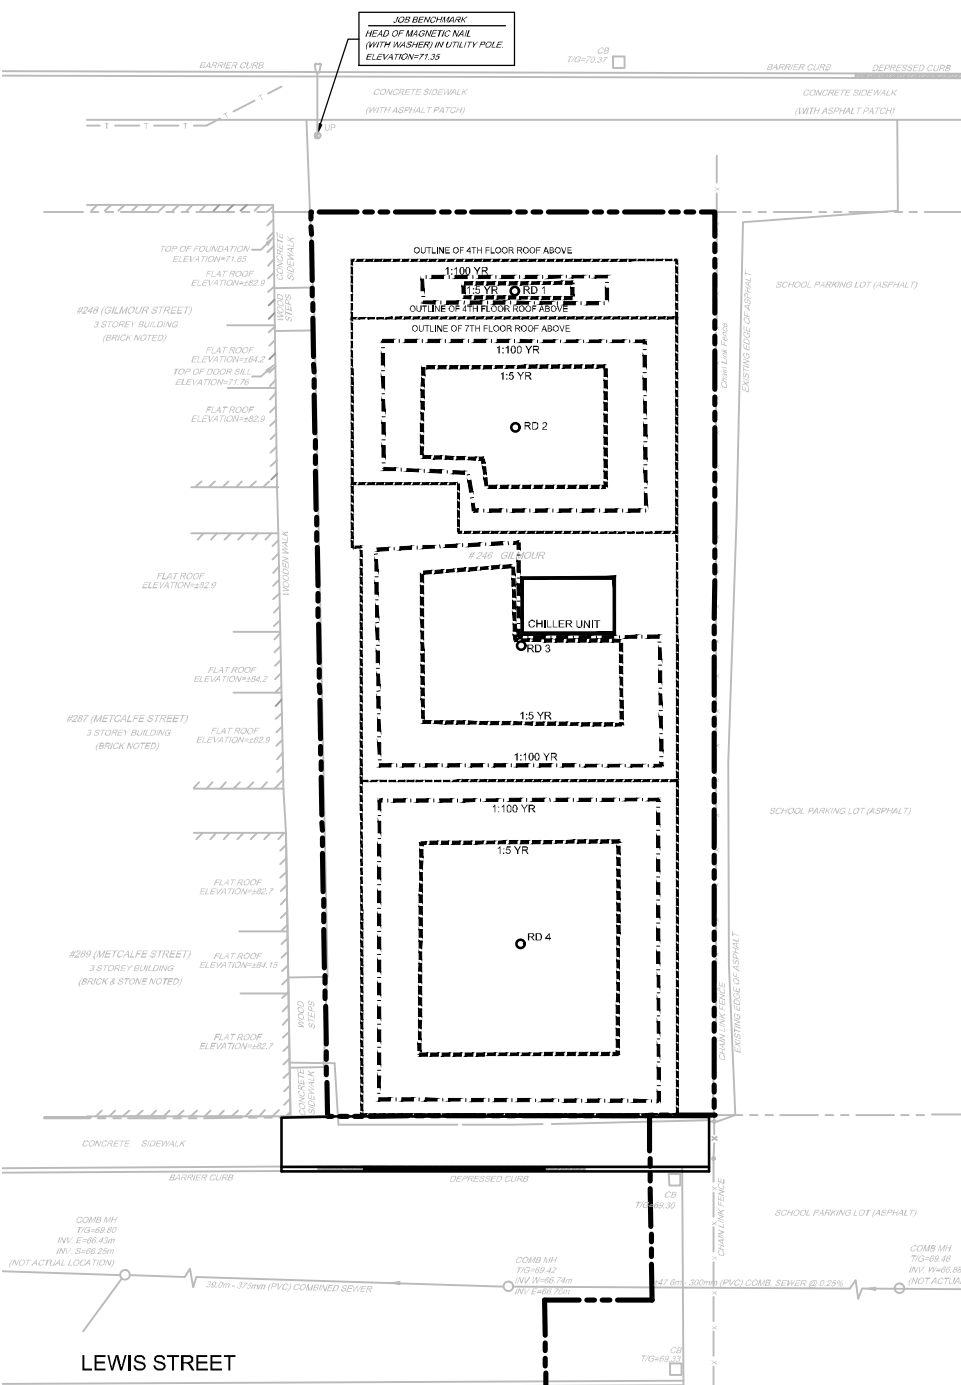 JOB BENCHMARK
HEAD OF MAGNETIC NAIL
(WITH WASHER) IN UTILITY POLE.
ELEVATION=71.35
CB
T/G=70.37
BARRIER CURB
BARRIER CURB
DEPRESSED CURB
CONCRETE SIDEWALK
(WITH ASPHALT PATCH)
CONCRETE SIDEWALK
(WITH ASPHALT PATCH)
T
T
T
T
T
UP
TOP OF FOUNDATION
ELEVATION=71.65
CONCRETE
SIDEWALK
FLAT ROOF
ELEVATION=±82.9
WOOD
STEPS
#248 (GILMOUR STREET)
3 STOREY BUILDING
(BRICK NOTED)
FLAT ROOF
ELEVATION=±84.2
TOP OF DOOR SILL
ELEVATION=71.76
FLAT ROOF
ELEVATION=±82.9
OUTLINE OF 4TH FLOOR ROOF ABOVE
1:100 YR
1:5 YR
RD 1
OUTLINE OF 4TH FLOOR ROOF ABOVE
OUTLINE OF 7TH FLOOR ROOF ABOVE
1:100 YR
1:5 YR
RD 2
Chain Link Fence
EXISTING EDGE OF ASPHALT
SCHOOL PARKING LOT (ASPHALT)
WOODEN WALK
FLAT ROOF
ELEVATION=±82.9
# 246 GILMOUR
CHILLER UNIT
RD 3
1:5 YR
1:100 YR
FLAT ROOF
ELEVATION=±84.2
#287 (METCALFE STREET)
3 STOREY BUILDING
(BRICK NOTED)
FLAT ROOF
ELEVATION=±82.9
1:100 YR
1:5 YR
RD 4
SCHOOL PARKING LOT (ASPHALT)
FLAT ROOF
ELEVATION=±82.7
#289 (METCALFE STREET)
3 STOREY BUILDING
(BRICK & STONE NOTED)
FLAT ROOF
ELEVATION=±84.15
WOOD
STEPS
FLAT ROOF
ELEVATION=±82.7
CONCRETE
SIDEWALK
CHAIN LINK FENCE
EXISTING EDGE OF ASPHALT
CONCRETE SIDEWALK
BARRIER CURB
DEPRESSED CURB
CB
T/G=69.30
CHAIN LINK FENCE
SCHOOL PARKING LOT (ASPHALT)
COMB MH
T/G=69.60
INV. E=66.43m
INV. S=66.25m
(NOT ACTUAL LOCATION)
39.0m - 375mm (PVC) COMBINED SEWER
COMB MH
T/G=69.42
INV W=66.74m
INV E=66.76m
47.6m - 300mm (PVC) COMB. SEWER @ 0.25%
COMB MH
T/G=69.46
(NOT ACTUA
CB
T/G=69.33
LEWIS STREET